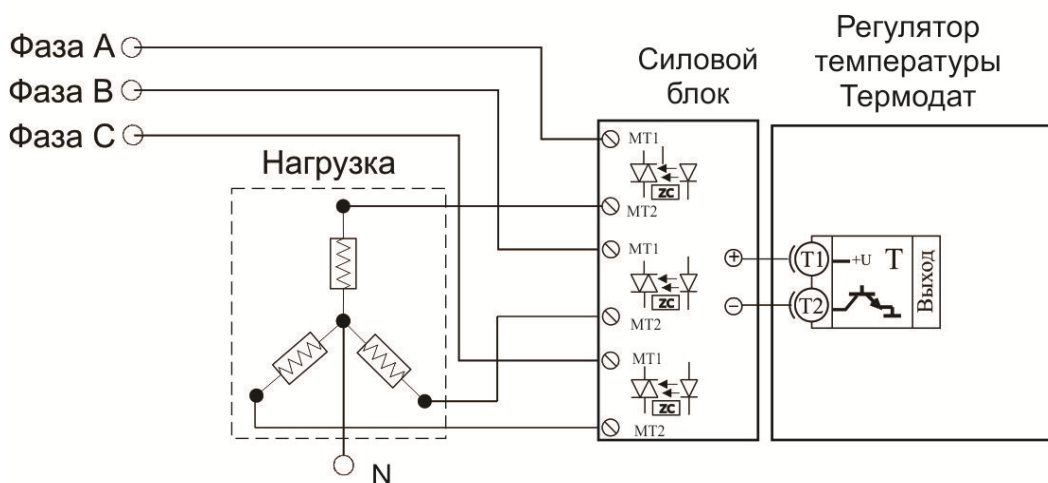 Фаза A
Фаза B
Фаза C
Нагрузка
N
Силовой
блок
MT1
ZC
MT2
MT1
ZC
MT2
MT1
ZC
MT2
+
−
Регулятор
температуры
Термодат
T1
+U
T
T2
Выход